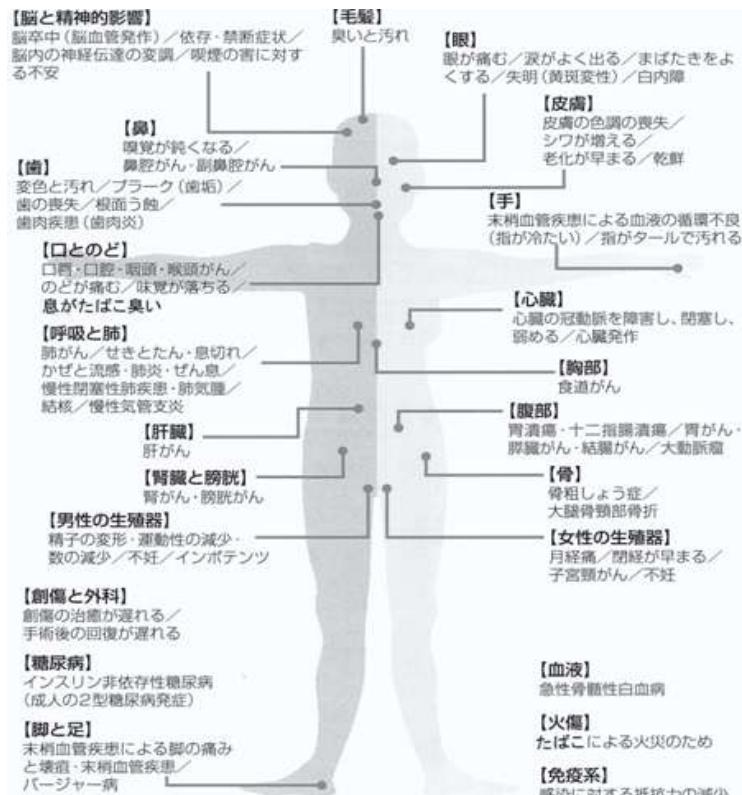 【脳と精神的影響】
脳卒中（脳血管発作）／依存・禁断症状／
脳内の神経伝達の変調／喫煙の害に対す
る不安
【毛髪】
臭いと汚れ
【眼】
眼が痛む／涙がよく出る／まばたきをよ
くする／失明（黄斑変性）／白内障
【鼻】
嗅覚が鈍くなる／
鼻腔がん・副鼻腔がん
【皮膚】
皮膚の色調の喪失／
シワが増える／
老化が早まる／乾鮮
【歯】
変色と汚れ／プラーク（歯垢）／
歯の喪失／根面う蝕／
歯肉疾患（歯肉炎）
【手】
末梢血管疾患による血液の循環不良
（指が冷たい）／指がタールで汚れる
【口とのど】
口唇・口腔・咽頭・喉頭がん／
のどが痛む／味覚が落ちる／
息がたばこ臭い
【心臓】
心臓の冠動脈を障害し、閉塞し、
弱める／心臓発作
【呼吸と肺】
肺がん／せきとたん・息切れ／
かぜと流感・肺炎・ぜん息／
慢性閉塞性肺疾患・肺気腫／
結核／慢性気管支炎
【胸部】
食道がん
【腹部】
胃潰瘍・十二指腸潰瘍／胃がん・
膵臓がん・結腸がん／大動脈瘤
【肝臓】
肝がん
【腎臓と膀胱】
腎がん・膀胱がん
【骨】
骨粗しょう症／
大腿骨頸部骨折
【男性の生殖器】
精子の変形・運動性の減少・
数の減少／不妊／インポテンツ
【女性の生殖器】
月経痛／閉経が早まる／
子宮頸がん／不妊
【創傷と外科】
創傷の治癒が遅れる／
手術後の回復が遅れる
【糖尿病】
インスリン非依存性糖尿病
（成人の2型糖尿病発症）
【血液】
急性骨髄性白血病
【脚と足】
末梢血管疾患による脚の痛み
と壊疽・末梢血管疾患／
バージャー病
【火傷】
たばこによる火災のため
【免疫系】
感染に対する抵抗力の減少